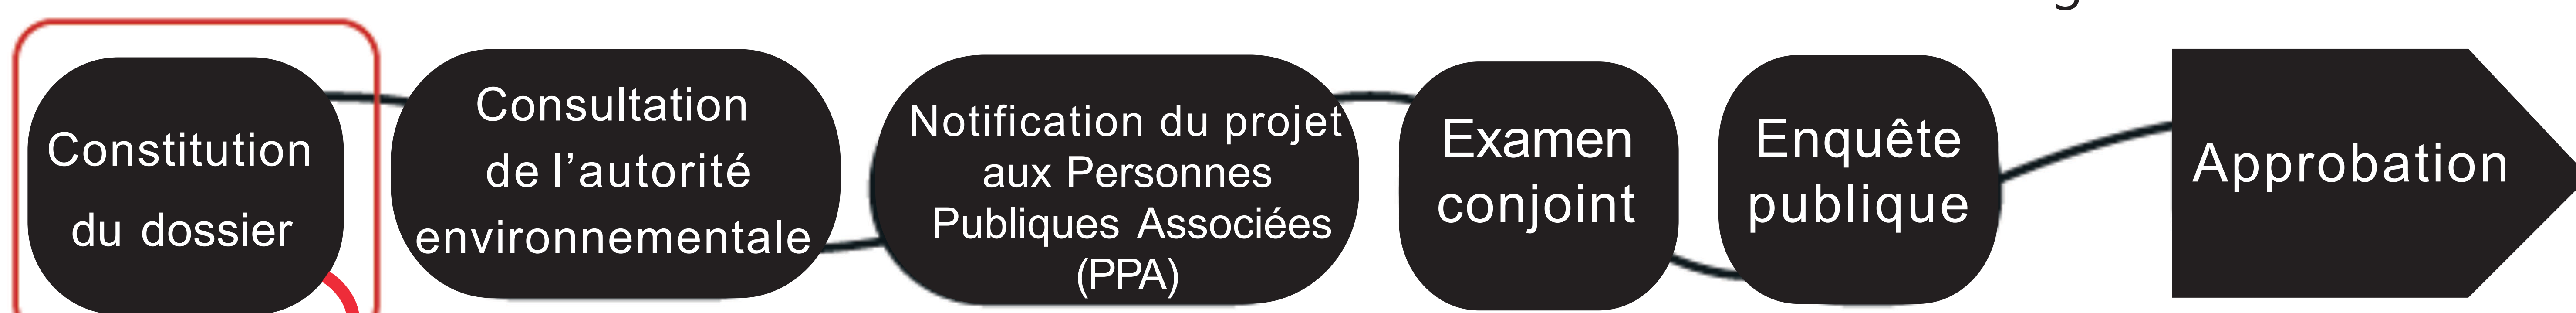 Constitution
du dossier
Consultation
de l’autorité
environnementale
Notification du projet
aux Personnes
Publiques Associées
(PPA)
Examen
conjoint
Enquête
publique
Approbation